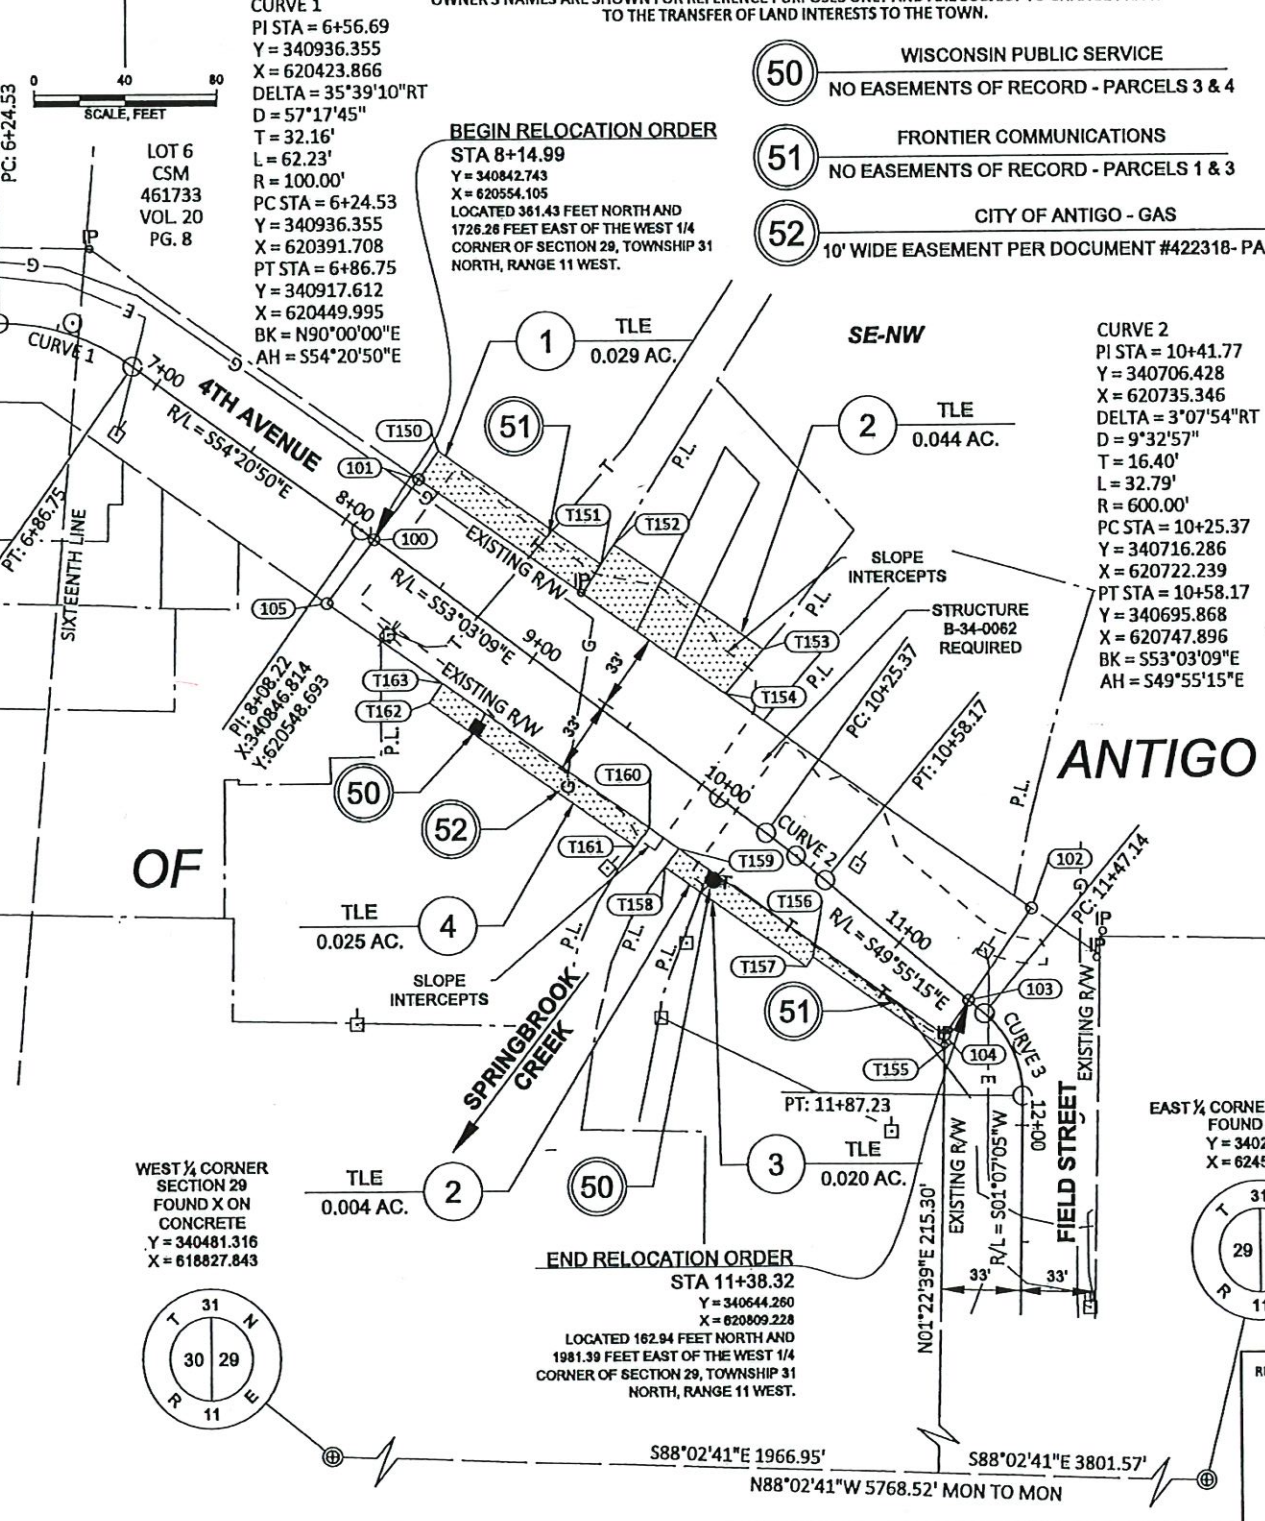 CURVE 1
PI STA = 6+56.69
Y = 340936.355
X = 620423.866
DELTA = 35°39'10"RT
D = 57°17'45"
T = 32.16'
L = 62.23'
R = 100.00'
PC STA = 6+24.53
Y = 340936.355
X = 620391.708
PT STA = 6+86.75
Y = 340917.612
X = 620449.995
BK = N90°00'00"E
AH = S54°20'50"E
TO THE TRANSFER OF LAND INTERESTS TO THE TOWN.
PC: 6+24.53
0 40 80
SCALE, FEET
LOT 6
CSM
461733
VOL. 20
PG. 8
BEGIN RELOCATION ORDER
STA 8+14.99
Y = 340842.743
X = 620554.105
LOCATED 361.43 FEET NORTH AND
1726.26 FEET EAST OF THE WEST 1/4
CORNER OF SECTION 29, TOWNSHIP 31
NORTH, RANGE 11 WEST.
50
WISCONSIN PUBLIC SERVICE
NO EASEMENTS OF RECORD - PARCELS 3 & 4
51
FRONTIER COMMUNICATIONS
NO EASEMENTS OF RECORD - PARCELS 1 & 3
52
CITY OF ANTIGO - GAS
10' WIDE EASEMENT PER DOCUMENT #422318- PA
SE-NW
CURVE 2
PI STA = 10+41.77
Y = 340706.428
X = 620735.346
DELTA = 3°07'54"RT
D = 9°32'57"
T = 16.40'
L = 32.79'
R = 600.00'
PC STA = 10+25.37
Y = 340716.286
X = 620722.239
PT STA = 10+58.17
Y = 340695.868
X = 620747.896
BK = S53°03'09"E
AH = S49°55'15"E
1
TLE
0.029 AC.
51
2
TLE
0.044 AC.
IP
G
G
E
G
CURVE 1
7+00
4TH AVENUE
R/L = S54°20'50"E
PT: 6+86.75
SIXTEENTH LINE
T150
101
G
8+00
100
105
EXISTING R/W
T151
T152
T
P.L.
IP
R/L = S53°03'09"E
9+00
G
33'
33'
SLOPE
INTERCEPTS
P.L.
STRUCTURE
B-34-0062
REQUIRED
T153
T154
P.L.
PC: 10+25.37
PT: 10+58.17
PI: 8+08.22
X:340846.814
Y:620548.693
EXISTING R/W
T163
T162
P.L.
50
52
G
T160
T161
10+00
CURVE 2
ANTIGO
OF
P.L.
102
PC: 11+47.14
G
IP
IP
T159
T
T158
T156
T157
T
T
R/L = S49°55'15"E
11+00
103
104
T155
IP
51
4
TLE
0.025 AC.
SLOPE
INTERCEPTS
P.L.
P.L.
P.L.
SPRINGBROOK
CREEK
CURVE 3
E
PT: 11+87.23
12+00
EXISTING R/W
EXISTING R/W
R/L = S01°07'05"W
FIELD STREET
N01°22'39"E 215.30'
33'
33'
3
TLE
0.020 AC.
50
2
TLE
0.004 AC.
WEST ¼ CORNER
SECTION 29
FOUND X ON
CONCRETE
Y = 340481.316
X = 618827.843
31
T N
30 29
R E
11
END RELOCATION ORDER
STA 11+38.32
Y = 340644.260
X = 620809.228
LOCATED 162.94 FEET NORTH AND
1981.39 FEET EAST OF THE WEST 1/4
CORNER OF SECTION 29, TOWNSHIP 31
NORTH, RANGE 11 WEST.
EAST ¼ CORNE
FOUND
Y = 3402
X = 6245
31
T
29
R
11
S88°02'41"E 1966.95'
S88°02'41"E 3801.57'
N88°02'41"W 5768.52' MON TO MON